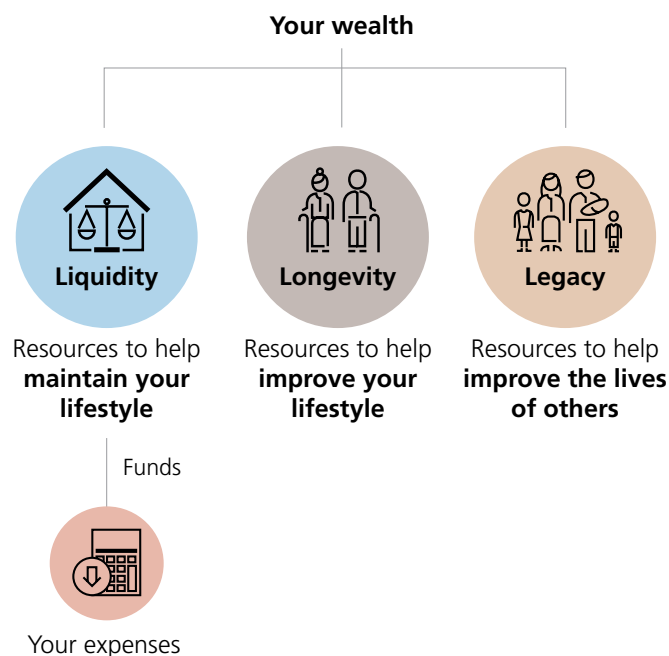 Your wealth
Liquidity
Resources to help
maintain your
lifestyle
Longevity
Resources to help
improve your
lifestyle
Legacy
Resources to help
improve the lives
of others
Funds
Your expenses